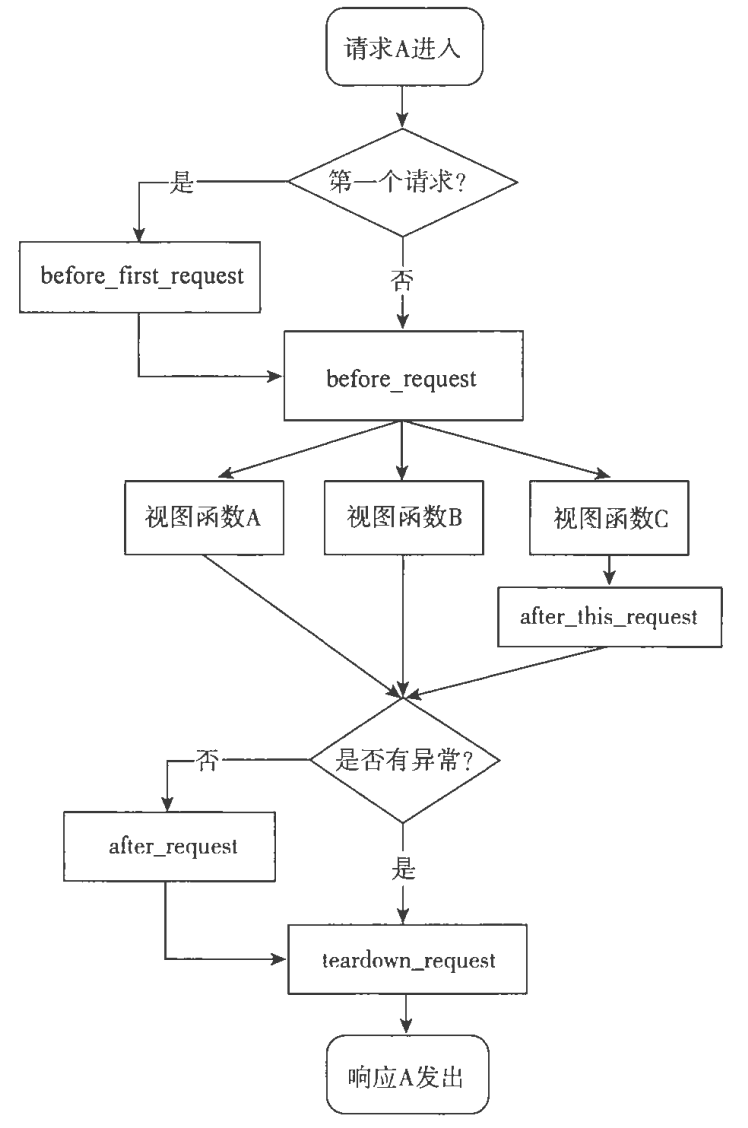 请求A进入
第一个请求?
是
before_first_request
否
before_request
视图函数A
视图函数B
视图函数C
after_this_request
是否有异常?
否
after_request
是
teardown_request
响应A发出